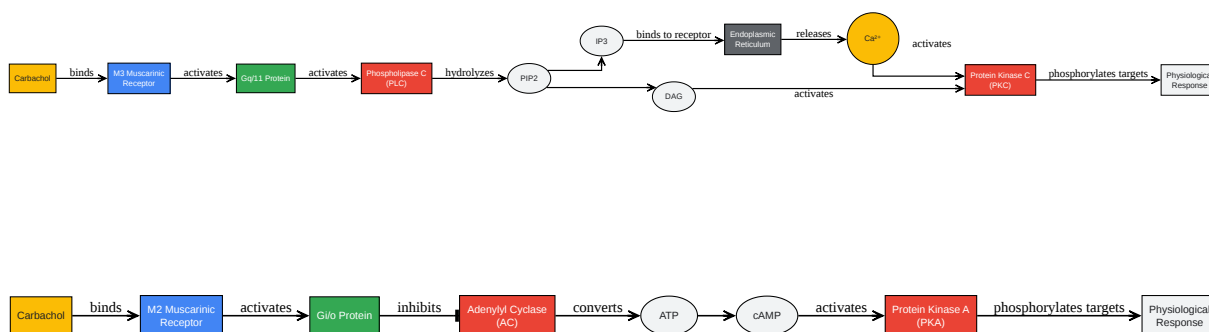 IP3
binds to receptor
Endoplasmic
Reticulum
releases
Ca²⁺
activates
Carbachol
binds
M3 Muscarinic
Receptor
activates
Gq/11 Protein
activates
Phospholipase C
(PLC)
hydrolyzes
PIP2
DAG
activates
Protein Kinase C
(PKC)
phosphorylates targets
Physiological
Response
Carbachol
binds
M2 Muscarinic
Receptor
activates
Gi/o Protein
inhibits
Adenylyl Cyclase
(AC)
converts
ATP
cAMP
activates
Protein Kinase A
(PKA)
phosphorylates targets
Physiological
Response